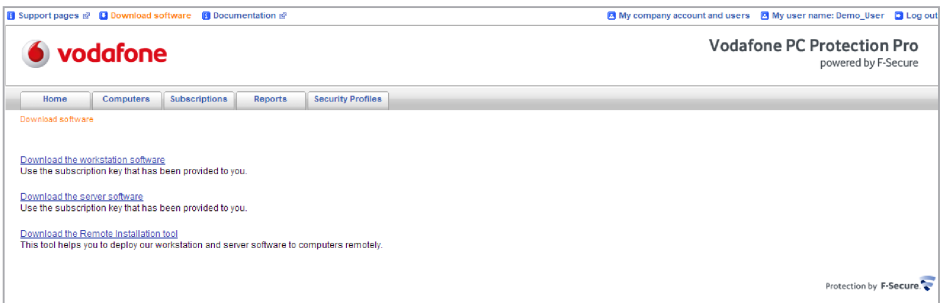 Support pages Download software Documentation My company account and users My user name: Demo_User Log out
vodafone
Vodafone PC Protection Pro
powered by F-Secure
Home Computers Subscriptions Reports Security Profiles
Download software
Download the workstation software
Use the subscription key that has been provided to you.
Download the server software
Use the subscription key that has been provided to you.
Download the Remote Installation tool
This tool helps you to deploy our workstation and server software to computers remotely.
Protection by F-Secure